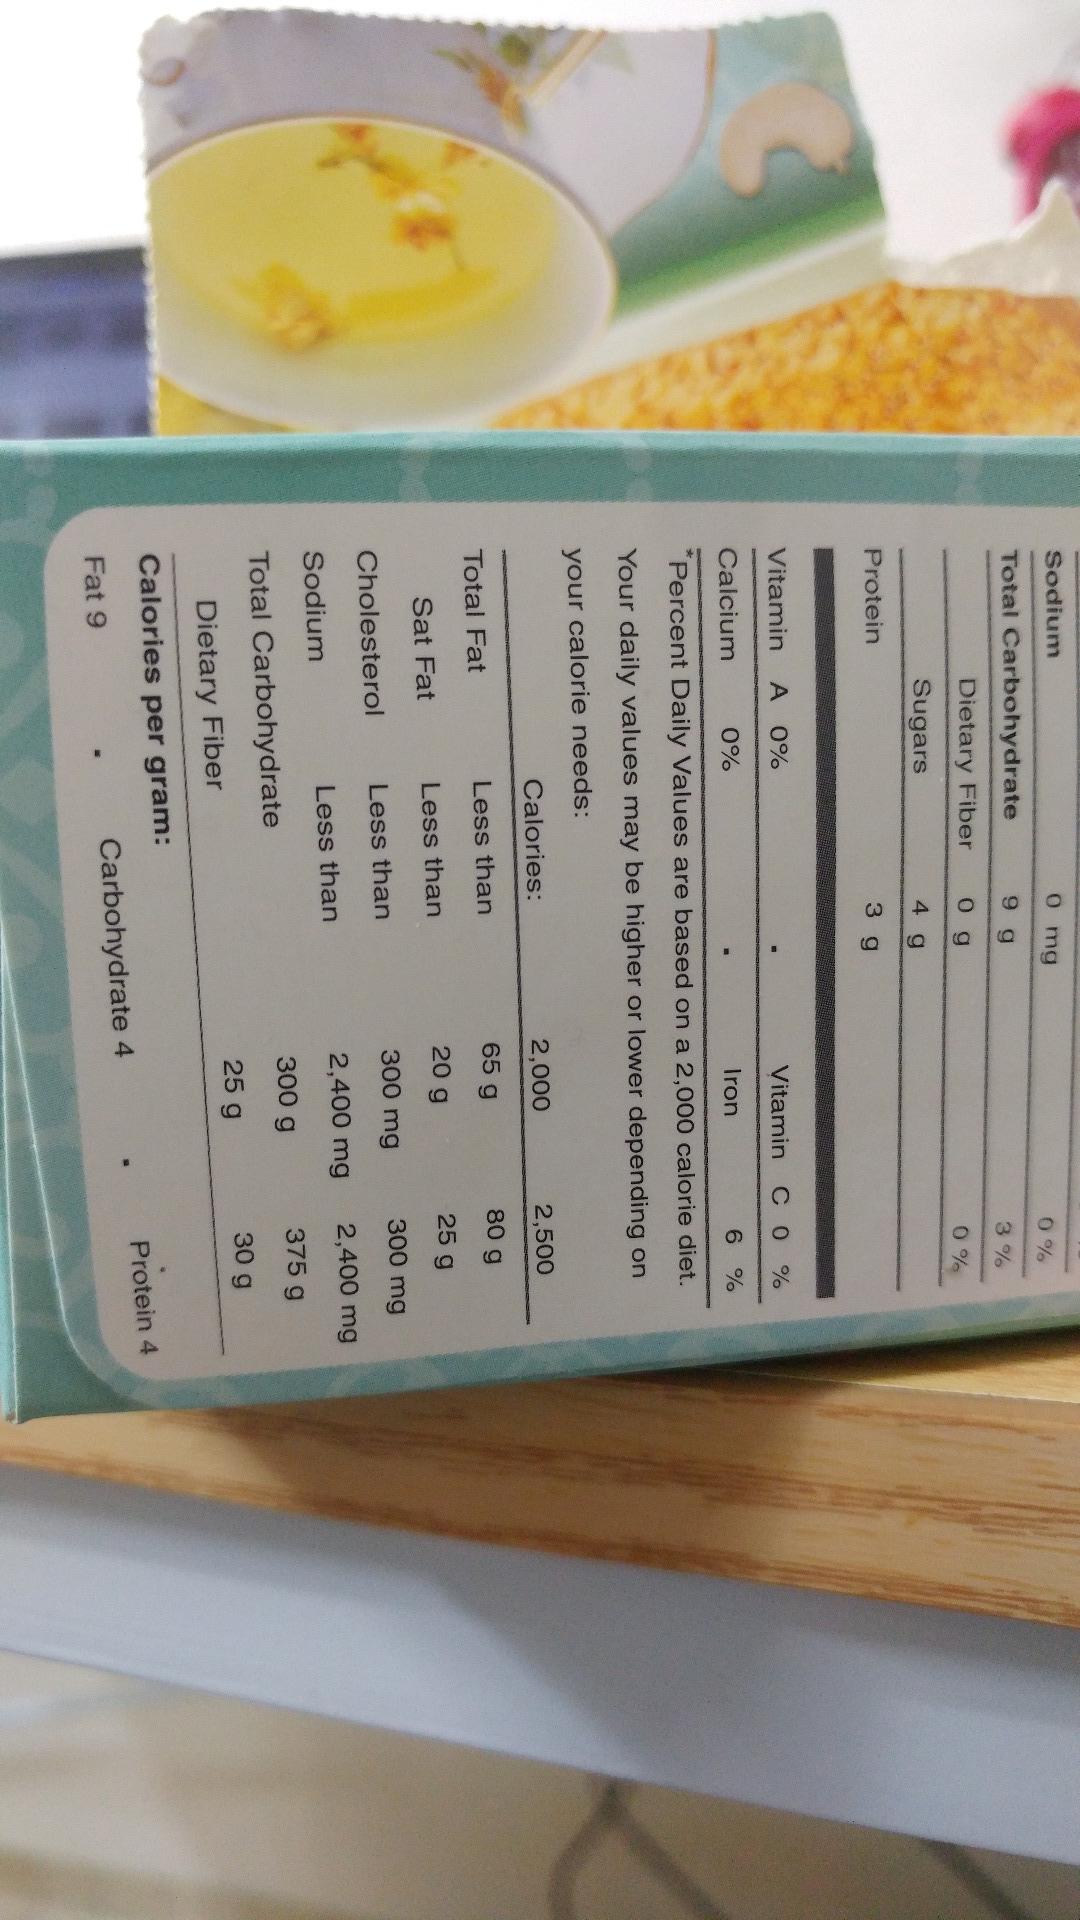 Sodium 0 mg 0 %
Total Carbohydrate 9 g 3 %
Dietary Fiber 0 g 0 %
Sugars 4 g
Protein 3 g
Vitamin A 0% · Vitamin C 0 %
Calcium 0% · Iron 6 %
*Percent Daily Values are based on a 2,000 calorie diet.
Your daily values may be higher or lower depending on
your calorie needs:
Calories: 2,000 2,500
Total Fat Less than 65 g 80 g
Sat Fat Less than 20 g 25 g
Cholesterol Less than 300 mg 300 mg
Sodium Less than 2,400 mg 2,400 mg
Total Carbohydrate 300 g 375 g
Dietary Fiber 25 g 30 g
Calories per gram:
Fat 9 · Carbohydrate 4 · Protein 4